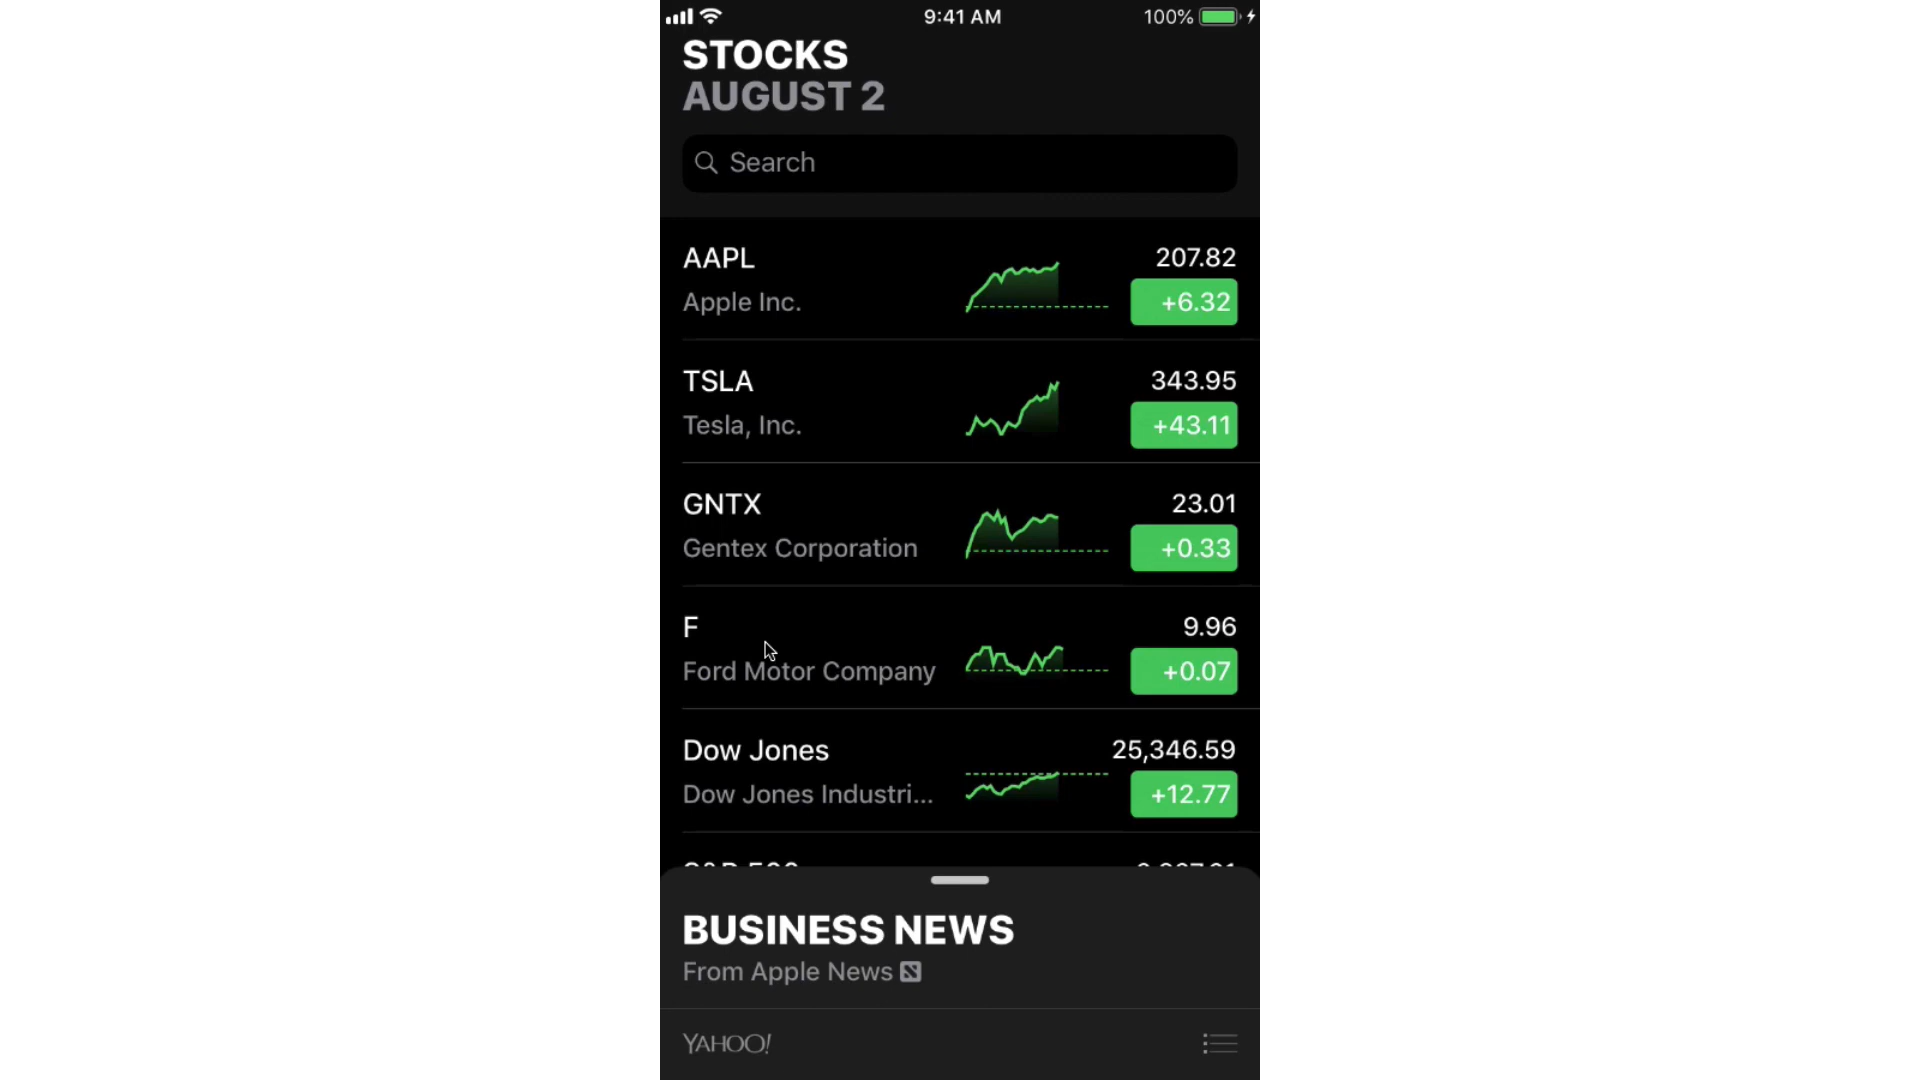 9:41 AM 100%
STOCKS
AUGUST 2
Search
AAPL 207.82
Apple Inc. +6.32
TSLA 343.95
Tesla, Inc. +43.11
GNTX 23.01
Gentex Corporation +0.33
F 9.96
Ford Motor Company +0.07
Dow Jones 25,346.59
Dow Jones Industri... +12.77
S&P 500
BUSINESS NEWS
From Apple News
YAHOO!